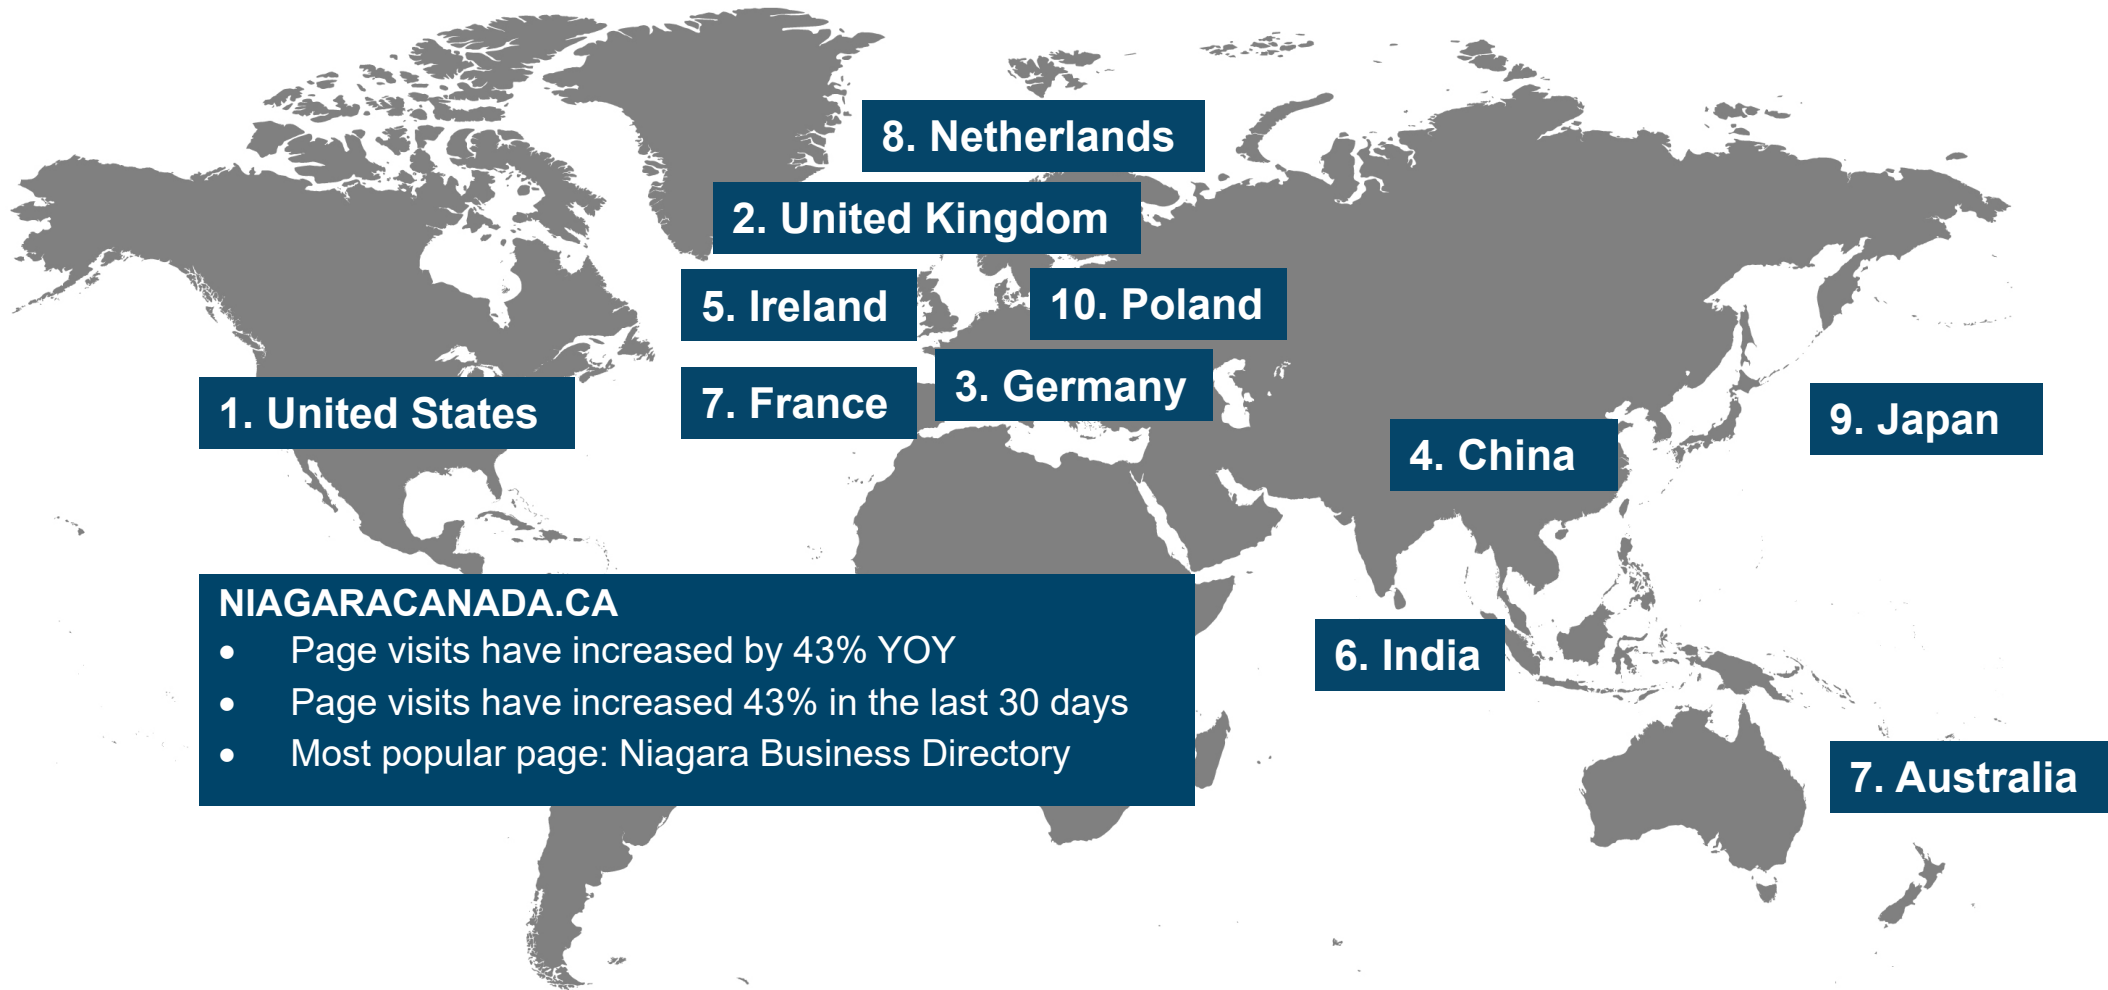 8. Netherlands
2. United Kingdom
5. Ireland
10. Poland
7. France
3. Germany
1. United States
9. Japan
4. China
NIAGARACANADA.CA
• Page visits have increased by 43% YOY
• Page visits have increased 43% in the last 30 days
• Most popular page: Niagara Business Directory
6. India
7. Australia